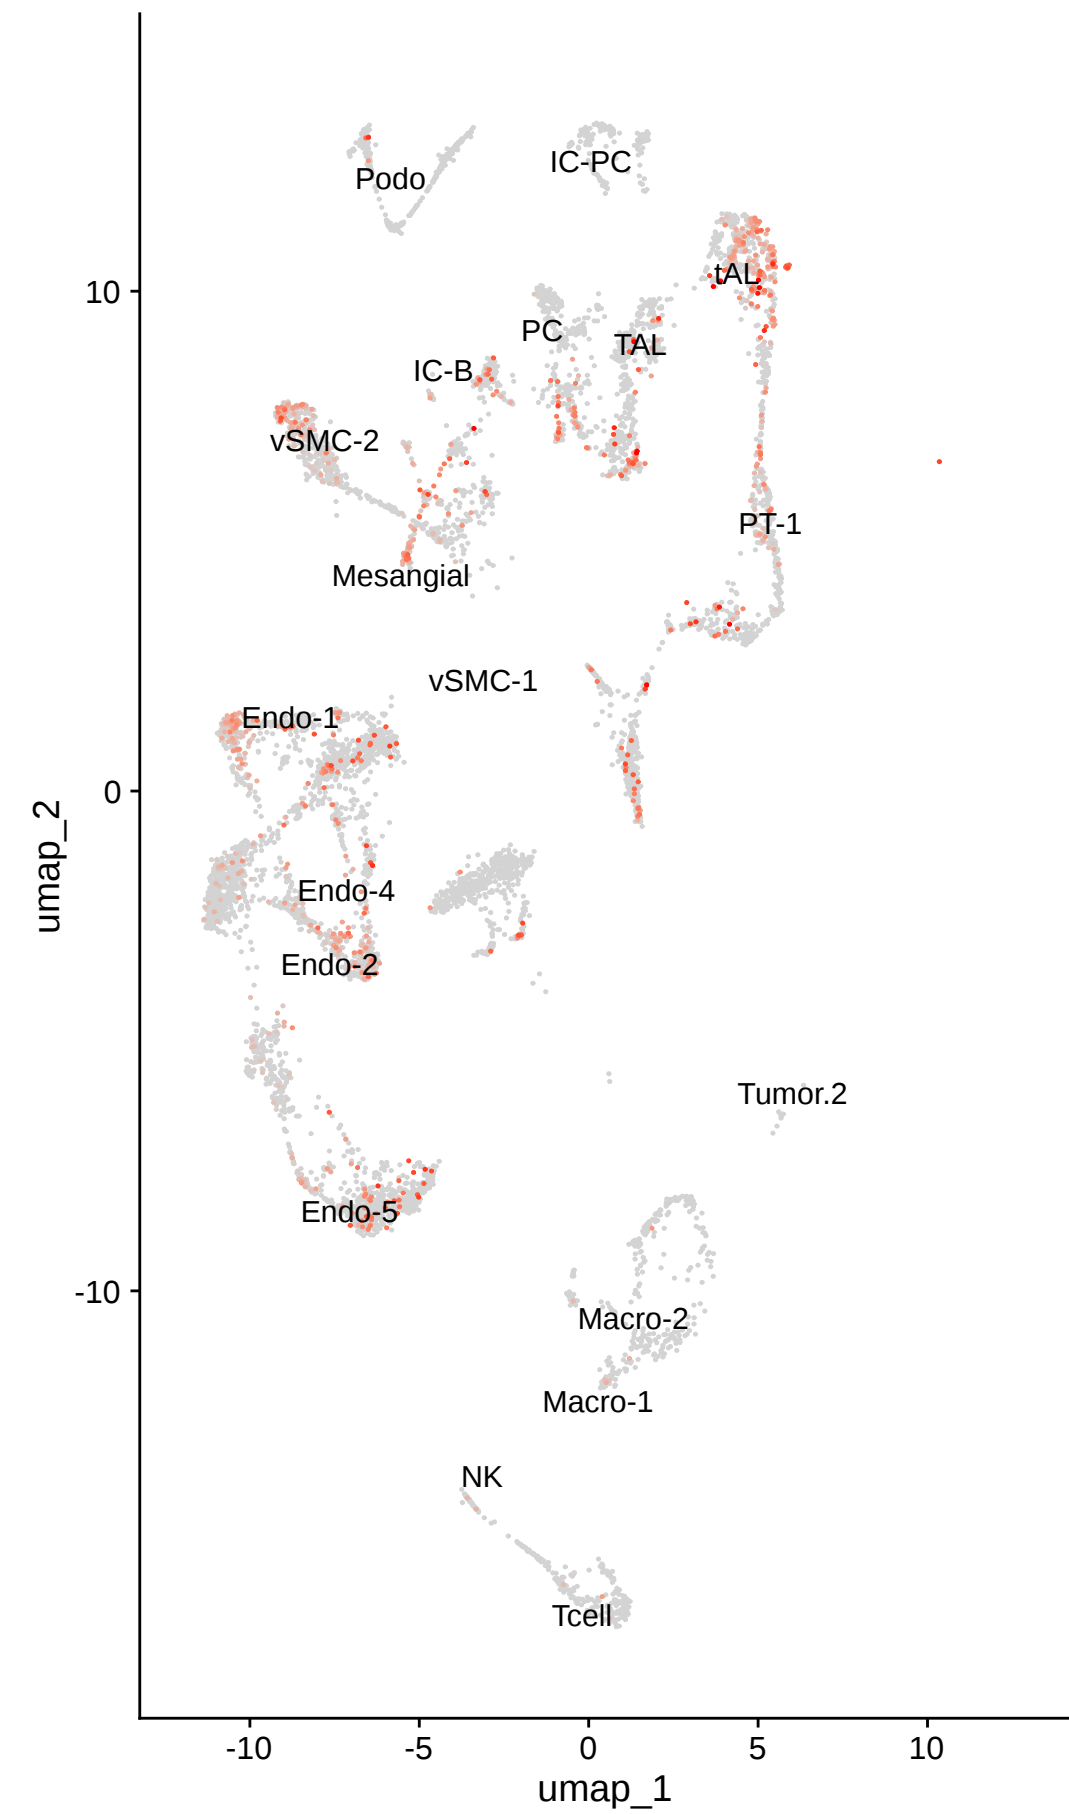 Podo
IC-PC
tAL
10
PC
TAL
IC-B
vSMC-2
PT-1
Mesangial
vSMC-1
Endo-1
0
umap_2
Endo-4
Endo-2
Tumor.2
Endo-5
-10
Macro-2
Macro-1
NK
Tcell
-10 -5 0 5 10
umap_1